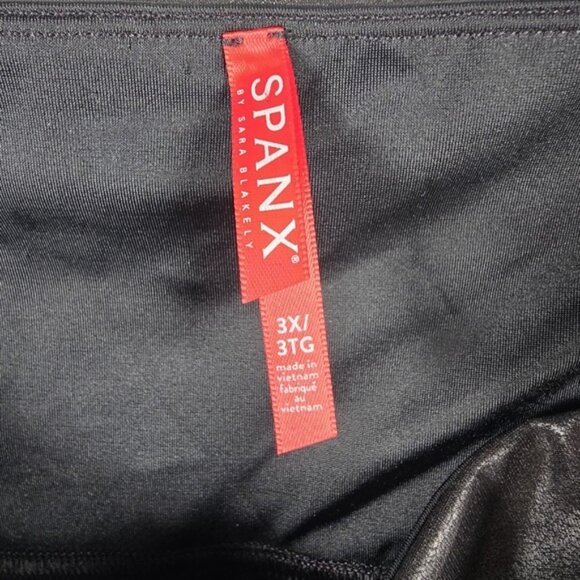 SPANX®
BY SARA BLAKELY
3X/
3TG
made in
vietnam
fabriqué
au
vietnam